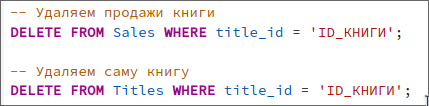 -- Удаляем продажи книги
DELETE FROM Sales WHERE title_id = 'ID_КНИГИ';
-- Удаляем саму книгу
DELETE FROM Titles WHERE title_id = 'ID_КНИГИ';